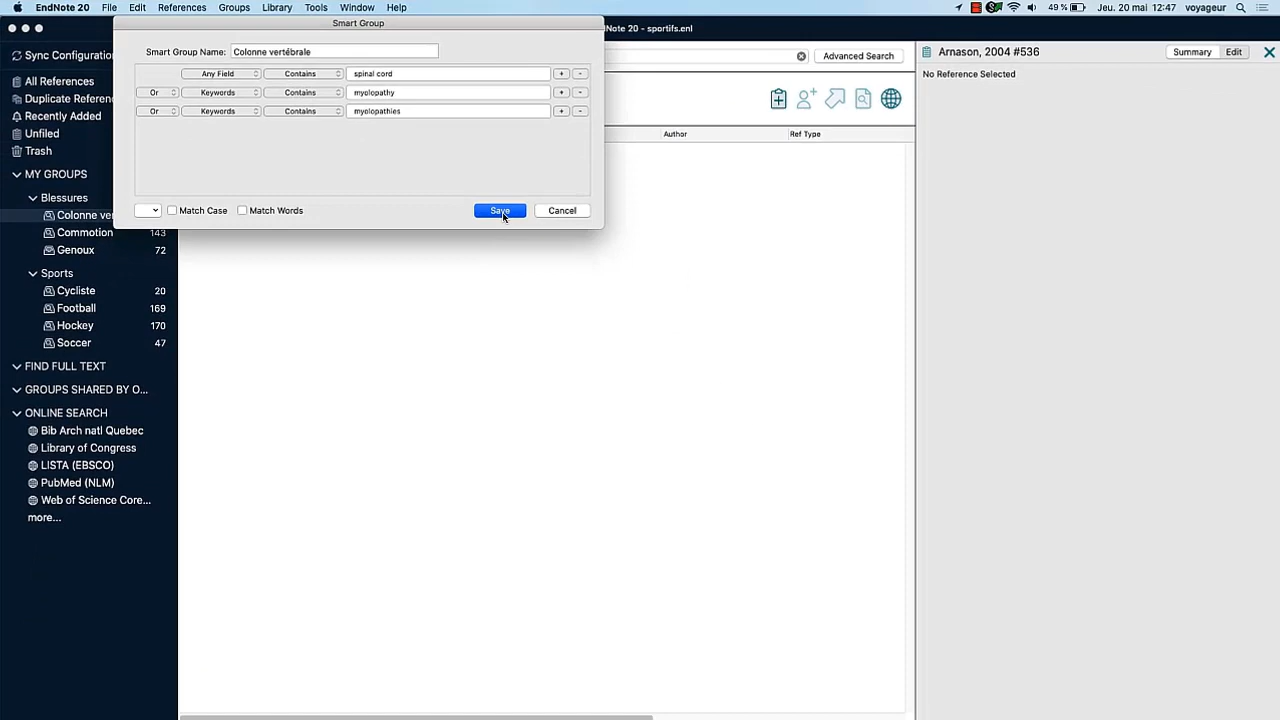 EndNote 20 File Edit References Groups Library Tools Window Help 49 % Jeu. 20 mai 12:47 voyageur
Smart Group
ndNote 20 - sportifs.enl
Sync Configuratio
Smart Group Name: Colonne vertébrale
Advanced Search
Arnason, 2004 #536 Summary Edit
Any Field Contains spinal cord + -
No Reference Selected
Or Keywords Contains myolopathy + -
Or Keywords Contains myolopathies + -
All References
Duplicate Referenc
Recently Added
Unfiled
Trash
Author Ref Type
MY GROUPS
Blessures
Match Case Match Words Save Cancel
Colonne ver
Commotion 143
Genoux 72
Sports
Cycliste 20
Football 169
Hockey 170
Soccer 47
FIND FULL TEXT
GROUPS SHARED BY O...
ONLINE SEARCH
Bib Arch natl Quebec
Library of Congress
LISTA (EBSCO)
PubMed (NLM)
Web of Science Core...
more...